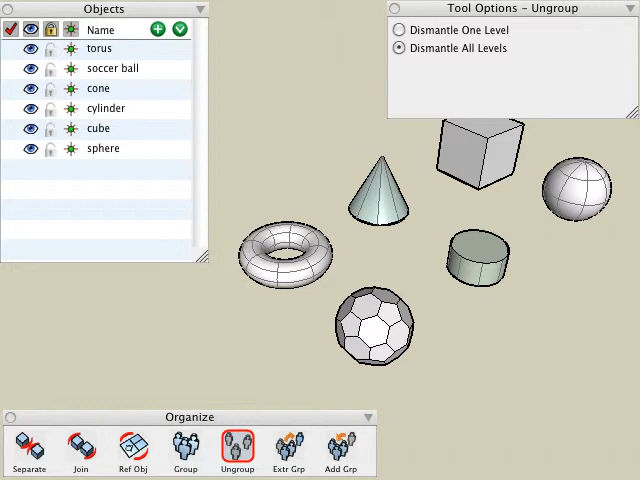 Objects
Name
torus
soccer ball
cone
cylinder
cube
sphere
Tool Options - Ungroup
Dismantle One Level
Dismantle All Levels
Organize
Separate Join Ref Obj Group Ungroup Extr Grp Add Grp